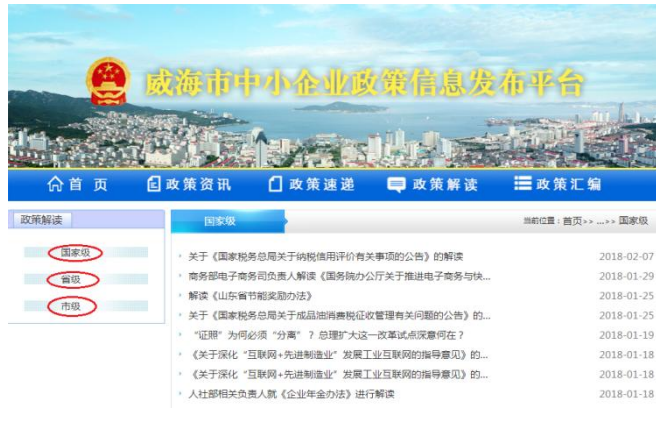 威海市中小企业政策信息发布平台
首 页 政策资讯 政策速递 政策解读 政策汇编
政策解读
国家级
省级
市级
国家级 当前位置：首页>> ...>> 国家级
关于《国家税务总局关于纳税信用评价有关事项的公告》的解读 2018-02-07
商务部电子商务司负责人解读《国务院办公厅关于推进电子商务与快... 2018-01-29
解读《山东省节能奖励办法》 2018-01-25
关于《国家税务总局关于成品油消费税征收管理有关问题的公告》的... 2018-01-25
“证照”为何必须“分离”？总理扩大这一改革试点深意何在？ 2018-01-19
《关于深化“互联网+先进制造业”发展工业互联网的指导意见》的... 2018-01-18
《关于深化“互联网+先进制造业”发展工业互联网的指导意见》的... 2018-01-18
人社部相关负责人就《企业年金办法》进行解读 2018-01-18